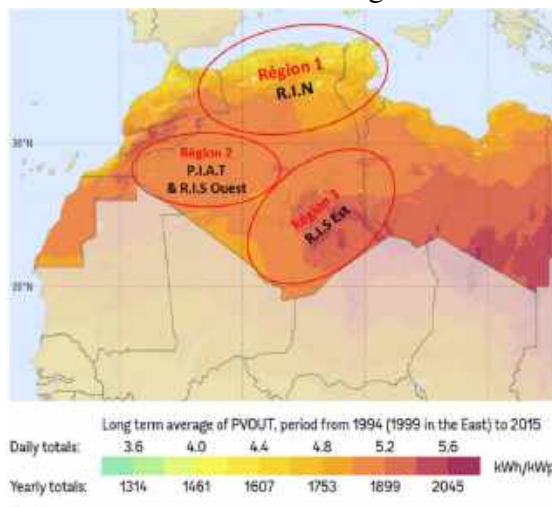 Région 1
R.I.N
30°N
Région 2
P.I.A.T
& R.I.S Ouest
Région 3
R.I.S Est
20°N
Long term average of PVOUT, period from 1994 (1999 in the East) to 2015
Daily totals: 3.6 4.0 4.4 4.8 5.2 5.6
kWh/kWp
Yearly totals: 1314 1461 1607 1753 1899 2045